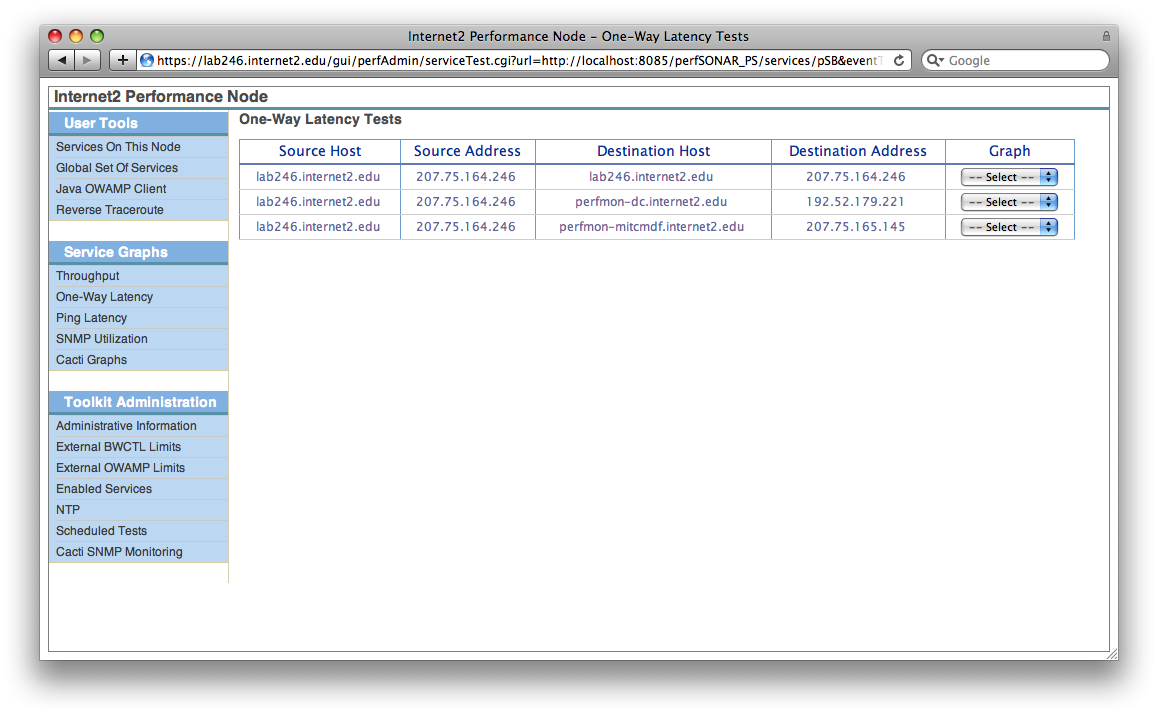 Internet2 Performance Node – One-Way Latency Tests
https://lab246.internet2.edu/gui/perfAdmin/serviceTest.cgi?url=http://localhost:8085/perfSONAR_PS/services/pSB&event
Google
Internet2 Performance Node
User Tools
Services On This Node
Global Set Of Services
Java OWAMP Client
Reverse Traceroute
Service Graphs
Throughput
One-Way Latency
Ping Latency
SNMP Utilization
Cacti Graphs
Toolkit Administration
Administrative Information
External BWCTL Limits
External OWAMP Limits
Enabled Services
NTP
Scheduled Tests
Cacti SNMP Monitoring
One-Way Latency Tests
Source Host Source Address Destination Host Destination Address Graph
lab246.internet2.edu 207.75.164.246 lab246.internet2.edu 207.75.164.246 -- Select --
lab246.internet2.edu 207.75.164.246 perfmon-dc.internet2.edu 192.52.179.221 -- Select --
lab246.internet2.edu 207.75.164.246 perfmon-mitcmdf.internet2.edu 207.75.165.145 -- Select --